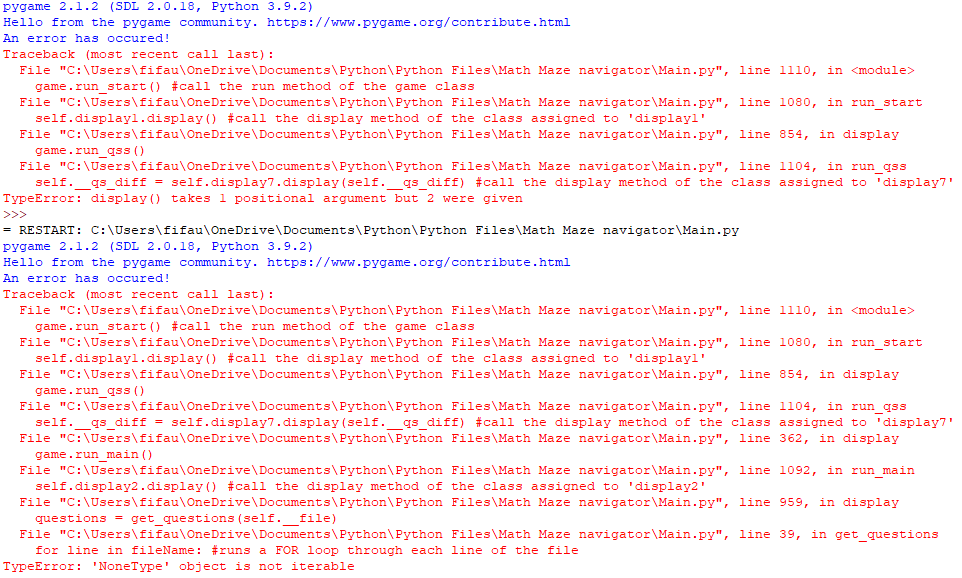 pygame 2.1.2 (SDL 2.0.18, Python 3.9.2)
Hello from the pygame community. https://www.pygame.org/contribute.html
An error has occured!
Traceback (most recent call last):
  File "C:\Users\fifau\OneDrive\Documents\Python\Python Files\Math Maze navigator\Main.py", line 1110, in <module>
    game.run_start() #call the run method of the game class
  File "C:\Users\fifau\OneDrive\Documents\Python\Python Files\Math Maze navigator\Main.py", line 1080, in run_start
    self.display1.display() #call the display method of the class assigned to 'display1'
  File "C:\Users\fifau\OneDrive\Documents\Python\Python Files\Math Maze navigator\Main.py", line 854, in display
    game.run_qss()
  File "C:\Users\fifau\OneDrive\Documents\Python\Python Files\Math Maze navigator\Main.py", line 1104, in run_qss
    self.__qs_diff = self.display7.display(self.__qs_diff) #call the display method of the class assigned to 'display7'
TypeError: display() takes 1 positional argument but 2 were given
>>>
= RESTART: C:\Users\fifau\OneDrive\Documents\Python\Python Files\Math Maze navigator\Main.py
pygame 2.1.2 (SDL 2.0.18, Python 3.9.2)
Hello from the pygame community. https://www.pygame.org/contribute.html
An error has occured!
Traceback (most recent call last):
  File "C:\Users\fifau\OneDrive\Documents\Python\Python Files\Math Maze navigator\Main.py", line 1110, in <module>
    game.run_start() #call the run method of the game class
  File "C:\Users\fifau\OneDrive\Documents\Python\Python Files\Math Maze navigator\Main.py", line 1080, in run_start
    self.display1.display() #call the display method of the class assigned to 'display1'
  File "C:\Users\fifau\OneDrive\Documents\Python\Python Files\Math Maze navigator\Main.py", line 854, in display
    game.run_qss()
  File "C:\Users\fifau\OneDrive\Documents\Python\Python Files\Math Maze navigator\Main.py", line 1104, in run_qss
    self.__qs_diff = self.display7.display(self.__qs_diff) #call the display method of the class assigned to 'display7'
  File "C:\Users\fifau\OneDrive\Documents\Python\Python Files\Math Maze navigator\Main.py", line 362, in display
    game.run_main()
  File "C:\Users\fifau\OneDrive\Documents\Python\Python Files\Math Maze navigator\Main.py", line 1092, in run_main
    self.display2.display() #call the display method of the class assigned to 'display2'
  File "C:\Users\fifau\OneDrive\Documents\Python\Python Files\Math Maze navigator\Main.py", line 959, in display
    questions = get_questions(self.__file)
  File "C:\Users\fifau\OneDrive\Documents\Python\Python Files\Math Maze navigator\Main.py", line 39, in get_questions
    for line in fileName: #runs a FOR loop through each line of the file
TypeError: 'NoneType' object is not iterable